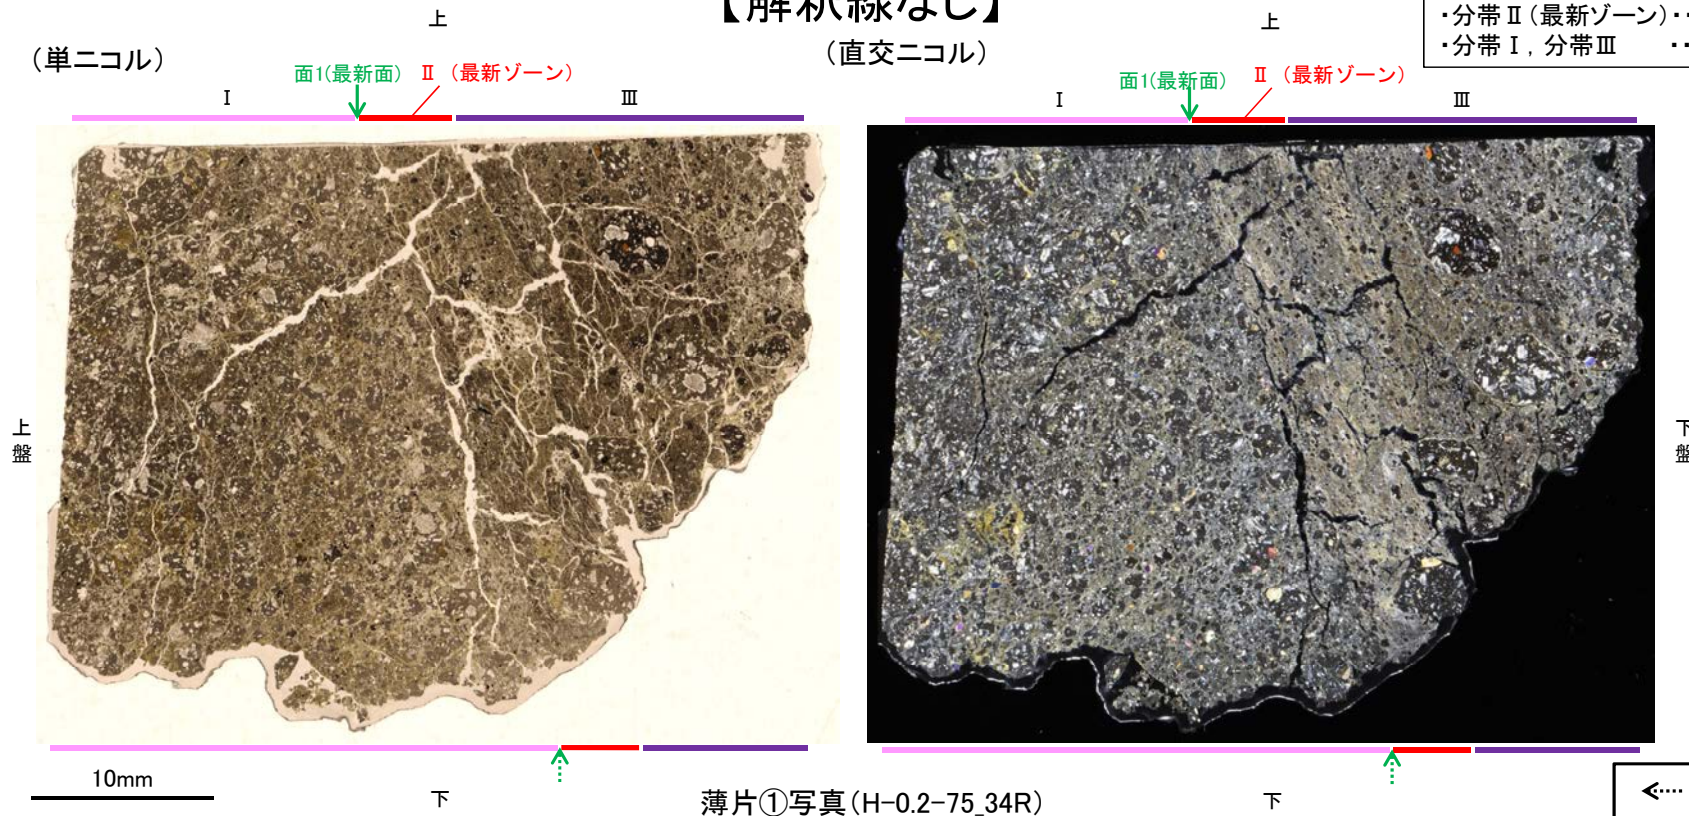 【解釈線なし】
上
上
・分帯Ⅱ(最新ゾーン)・・
・分帯Ⅰ, 分帯Ⅲ ・・
(単ニコル)
(直交ニコル)
面1(最新面) Ⅱ (最新ゾーン)
面1(最新面) Ⅱ (最新ゾーン)
Ⅰ
Ⅲ
Ⅰ
Ⅲ
上盤
下盤
10mm
下
下
薄片①写真(H-0.2-75_34R)